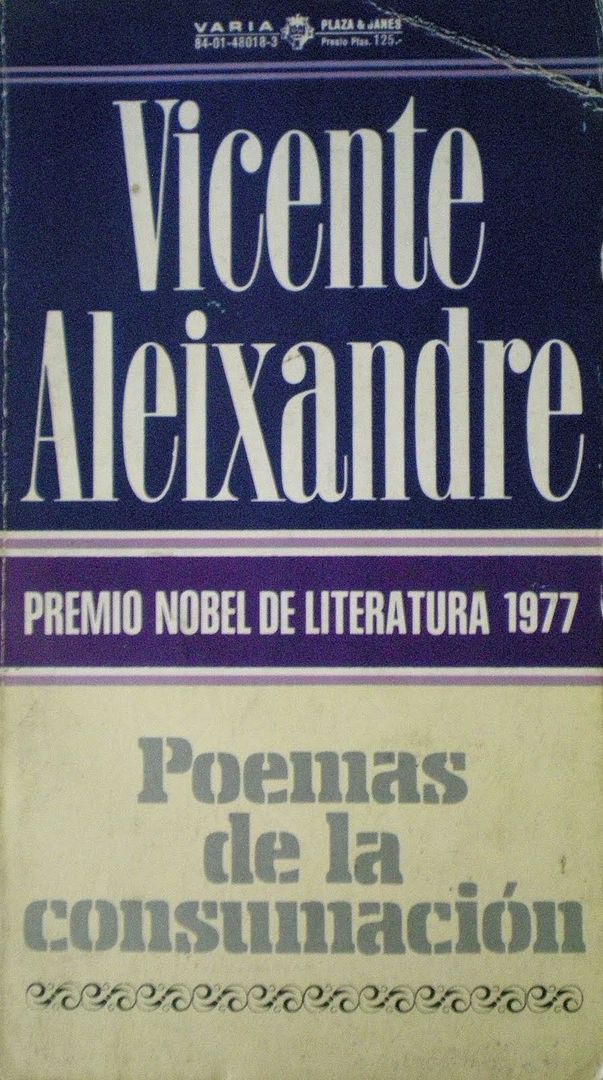 VARIA PLAZA & JANES
84-01-48018-3 Precio Ptas. 125.-
Vicente
Aleixandre
PREMIO NOBEL DE LITERATURA 1977
Poemas
de la
consumación